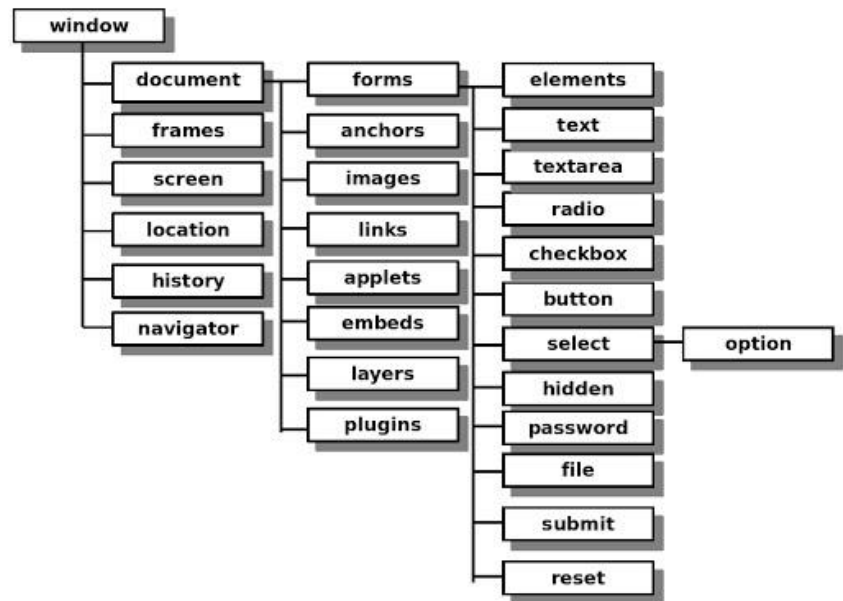 window
document
frames
screen
location
history
navigator
forms
anchors
images
links
applets
embeds
layers
plugins
elements
text
textarea
radio
checkbox
button
select
hidden
password
file
submit
reset
option